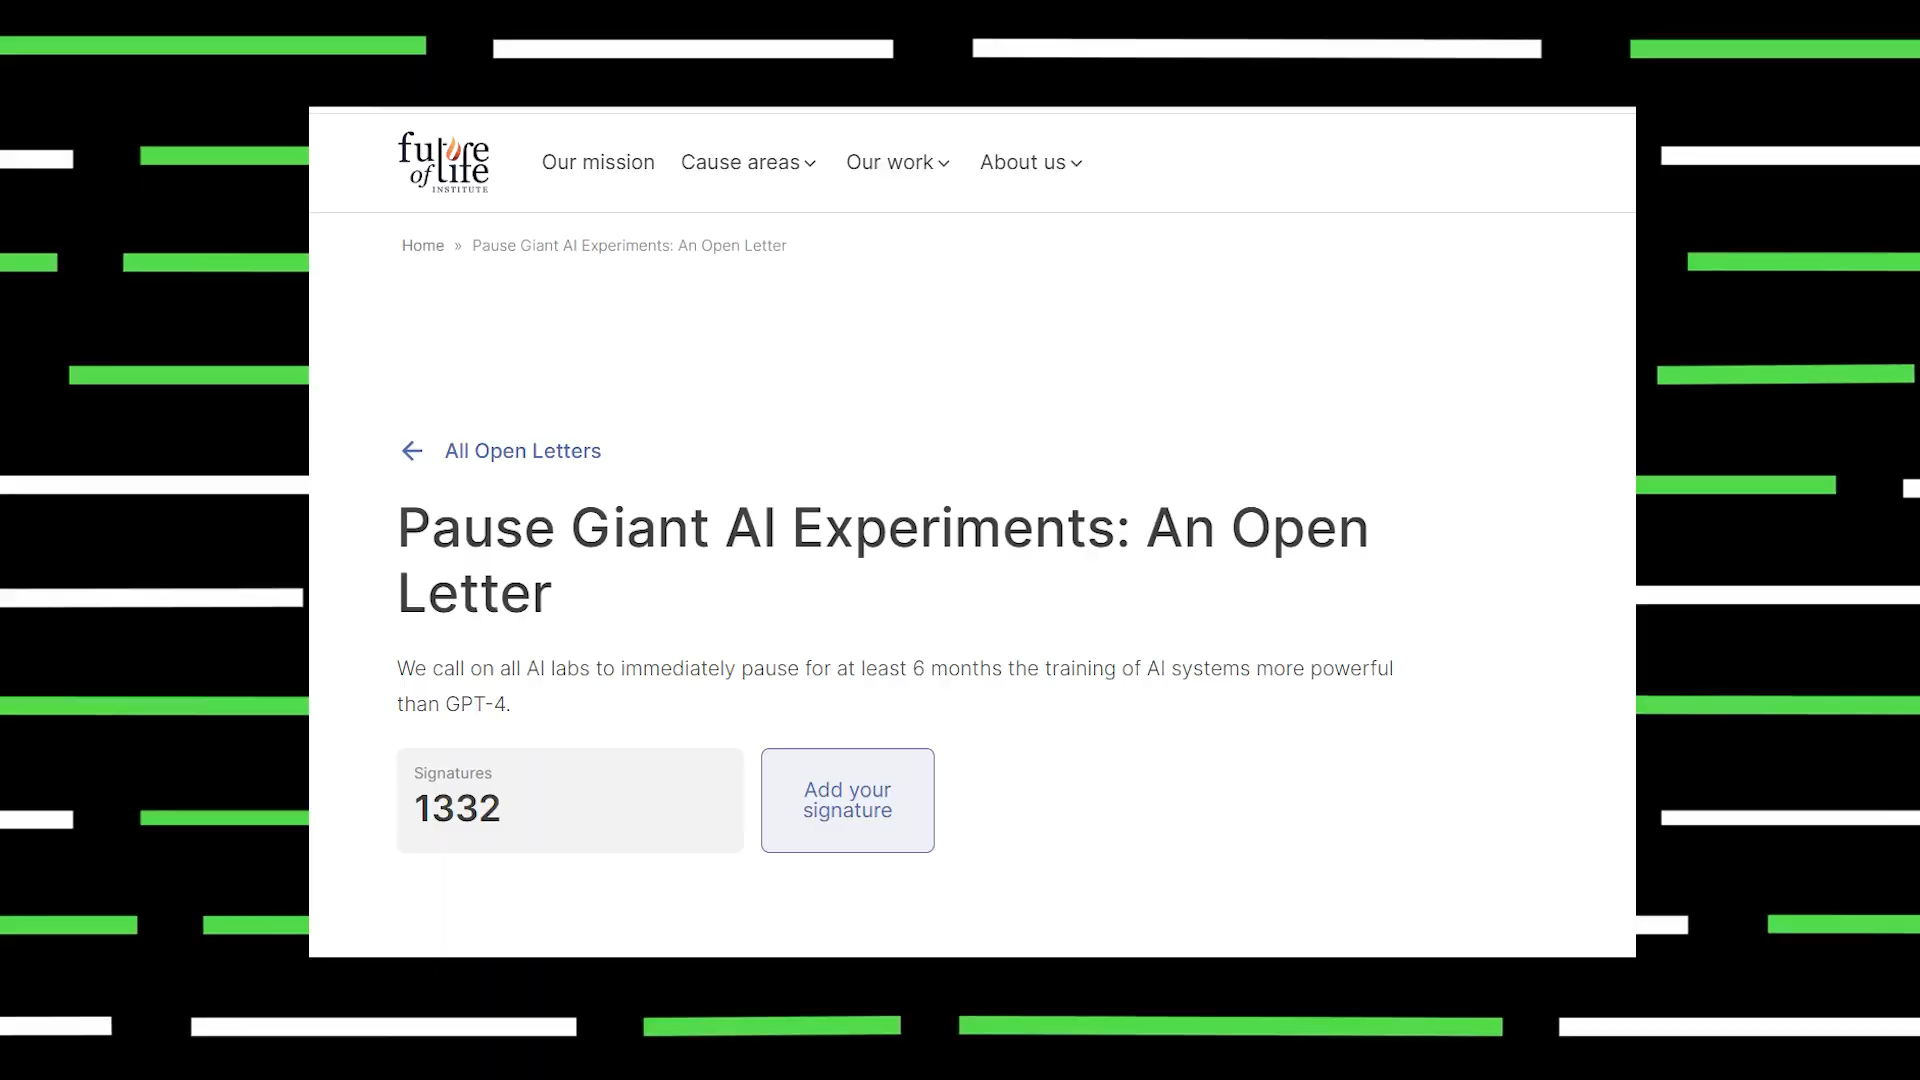 future
of life
INSTITUTE
Our mission Cause areas Our work About us
Home » Pause Giant AI Experiments: An Open Letter
All Open Letters
Pause Giant AI Experiments: An Open
Letter
We call on all AI labs to immediately pause for at least 6 months the training of AI systems more powerful
than GPT-4.
Signatures
1332
Add your
signature